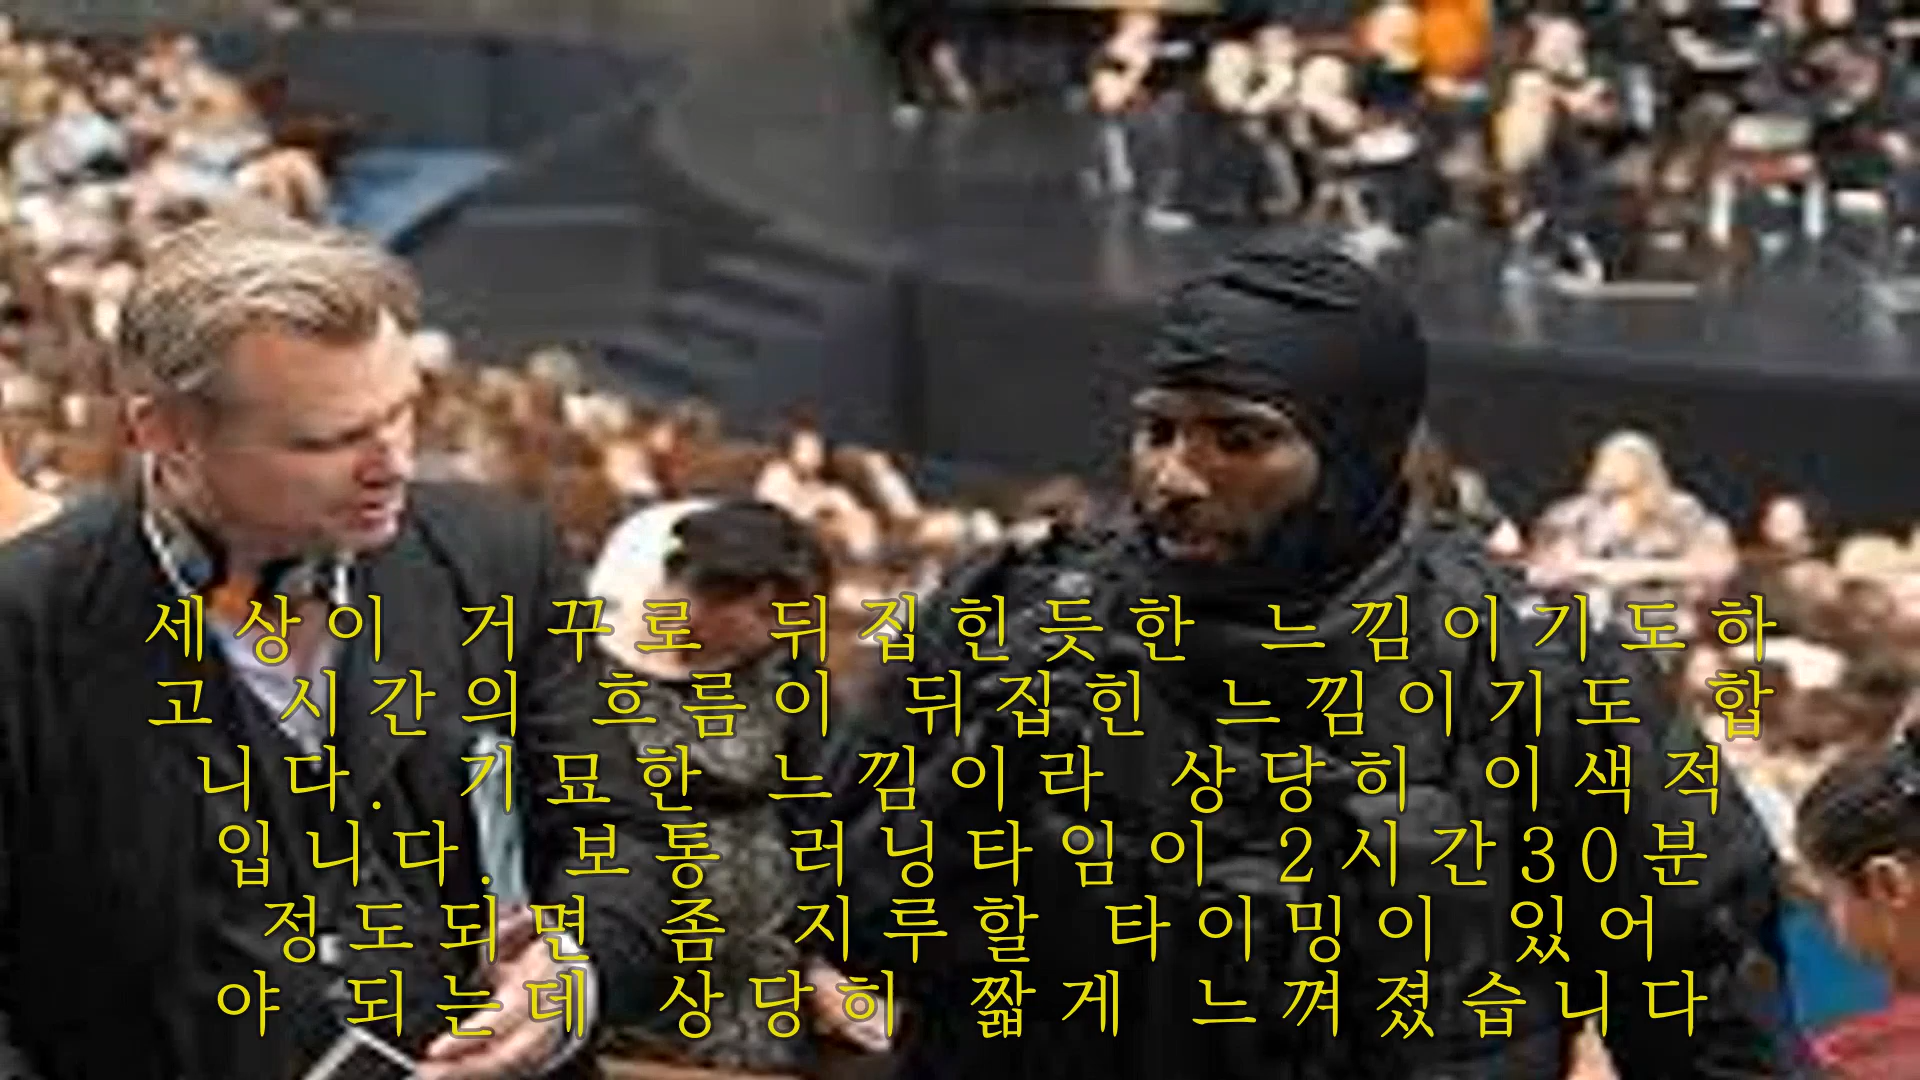 세상이 거꾸로 뒤집힌듯한 느낌이기도하
고 시간의 흐름이 뒤집힌 느낌이기도 합
니다. 기묘한 느낌이라 상당히 이색적
입니다. 보통 러닝타임이 2시간30분
정도되면 좀 지루할 타이밍이 있어
야 되는데 상당히 짧게 느껴졌습니다